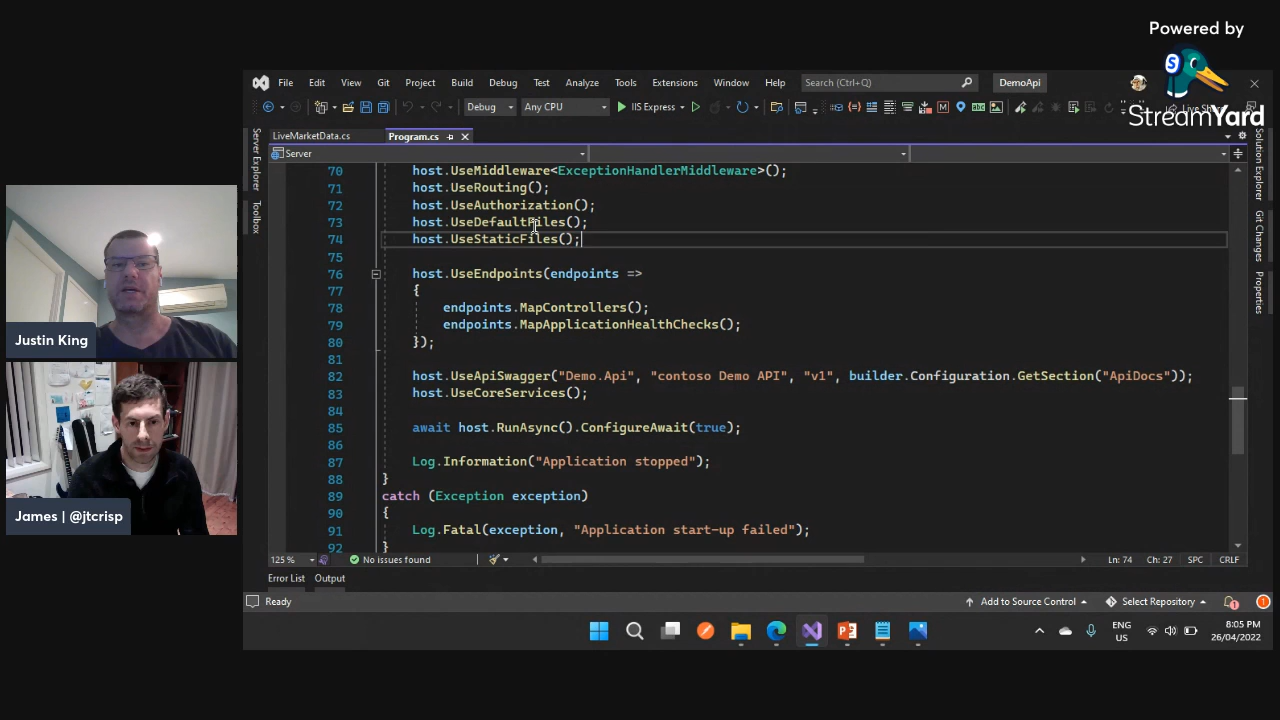 Powered by
StreamYard
File Edit View Git Project Build Debug Test Analyze Tools Extensions Window Help Search (Ctrl+Q) DemoApi
Debug Any CPU IIS Express Live Share
LiveMarketData.cs Program.cs
Server
Server Explorer
Toolbox
Solution Explorer
Git Changes
Properties
70 host.UseMiddleware<ExceptionHandlerMiddleware>();
71 host.UseRouting();
72 host.UseAuthorization();
73 host.UseDefaultFiles();
74 host.UseStaticFiles();
75
76 host.UseEndpoints(endpoints =>
77 {
78 endpoints.MapControllers();
79 endpoints.MapApplicationHealthChecks();
80 });
81
82 host.UseApiSwagger("Demo.Api", "contoso Demo API", "v1", builder.Configuration.GetSection("ApiDocs"));
83 host.UseCoreServices();
84
85 await host.RunAsync().ConfigureAwait(true);
86
87 Log.Information("Application stopped");
88 }
89 catch (Exception exception)
90 {
91 Log.Fatal(exception, "Application start-up failed");
92 }
125 % No issues found Ln: 74 Ch: 27 SPC CRLF
Error List Output
Ready Add to Source Control Select Repository 1 1
ENG
US
8:05 PM
26/04/2022
Justin King
James | @jtcrisp